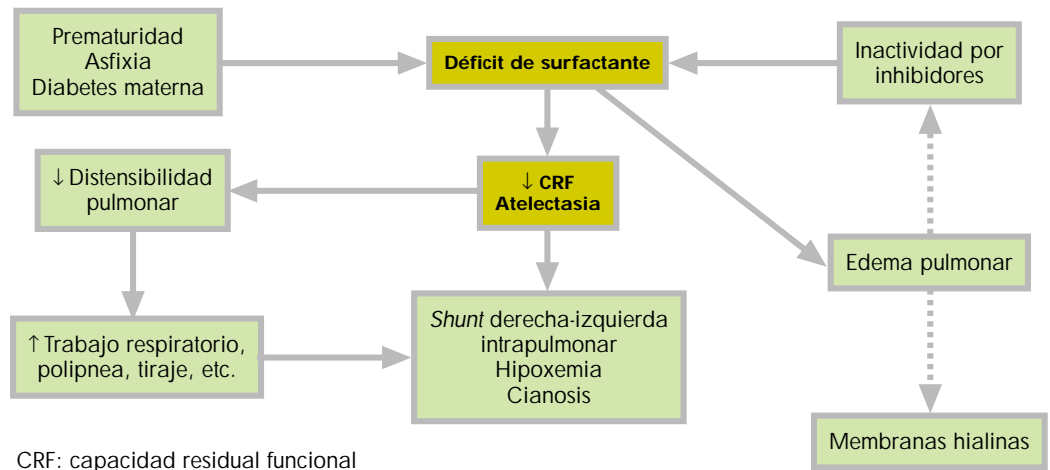 Prematuridad
Asfixia
Diabetes materna
Déficit de surfactante
Inactividad por
inhibidores
↓ Distensibilidad
pulmonar
↓ CRF
Atelectasia
Edema pulmonar
↑ Trabajo respiratorio,
polipnea, tiraje, etc.
Shunt derecha-izquierda
intrapulmonar
Hipoxemia
Cianosis
Membranas hialinas
CRF: capacidad residual funcional